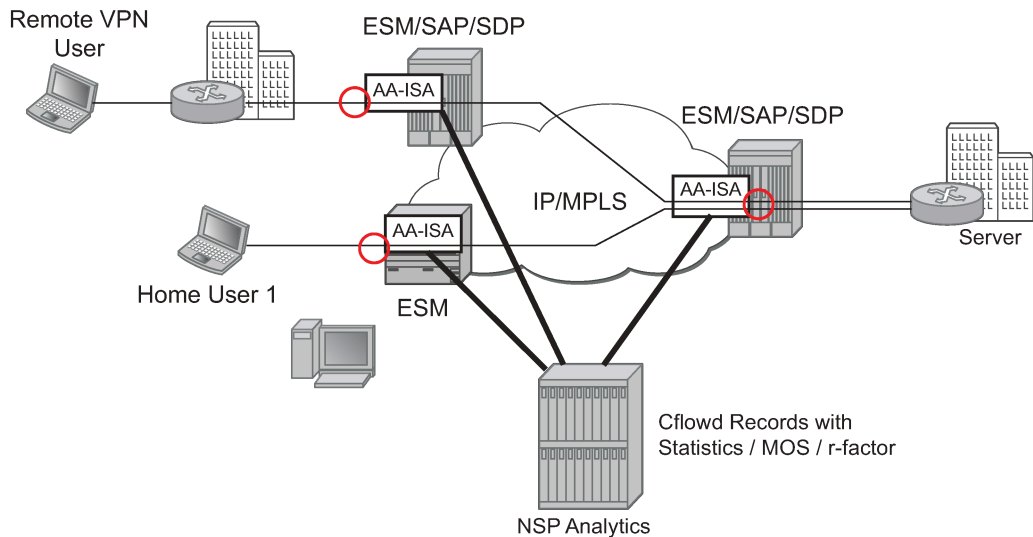 Remote VPN
User
ESM/SAP/SDP
AA-ISA
ESM/SAP/SDP
AA-ISA
IP/MPLS
Server
AA-ISA
Home User 1
ESM
Cflowd Records with
Statistics / MOS / r-factor
NSP Analytics